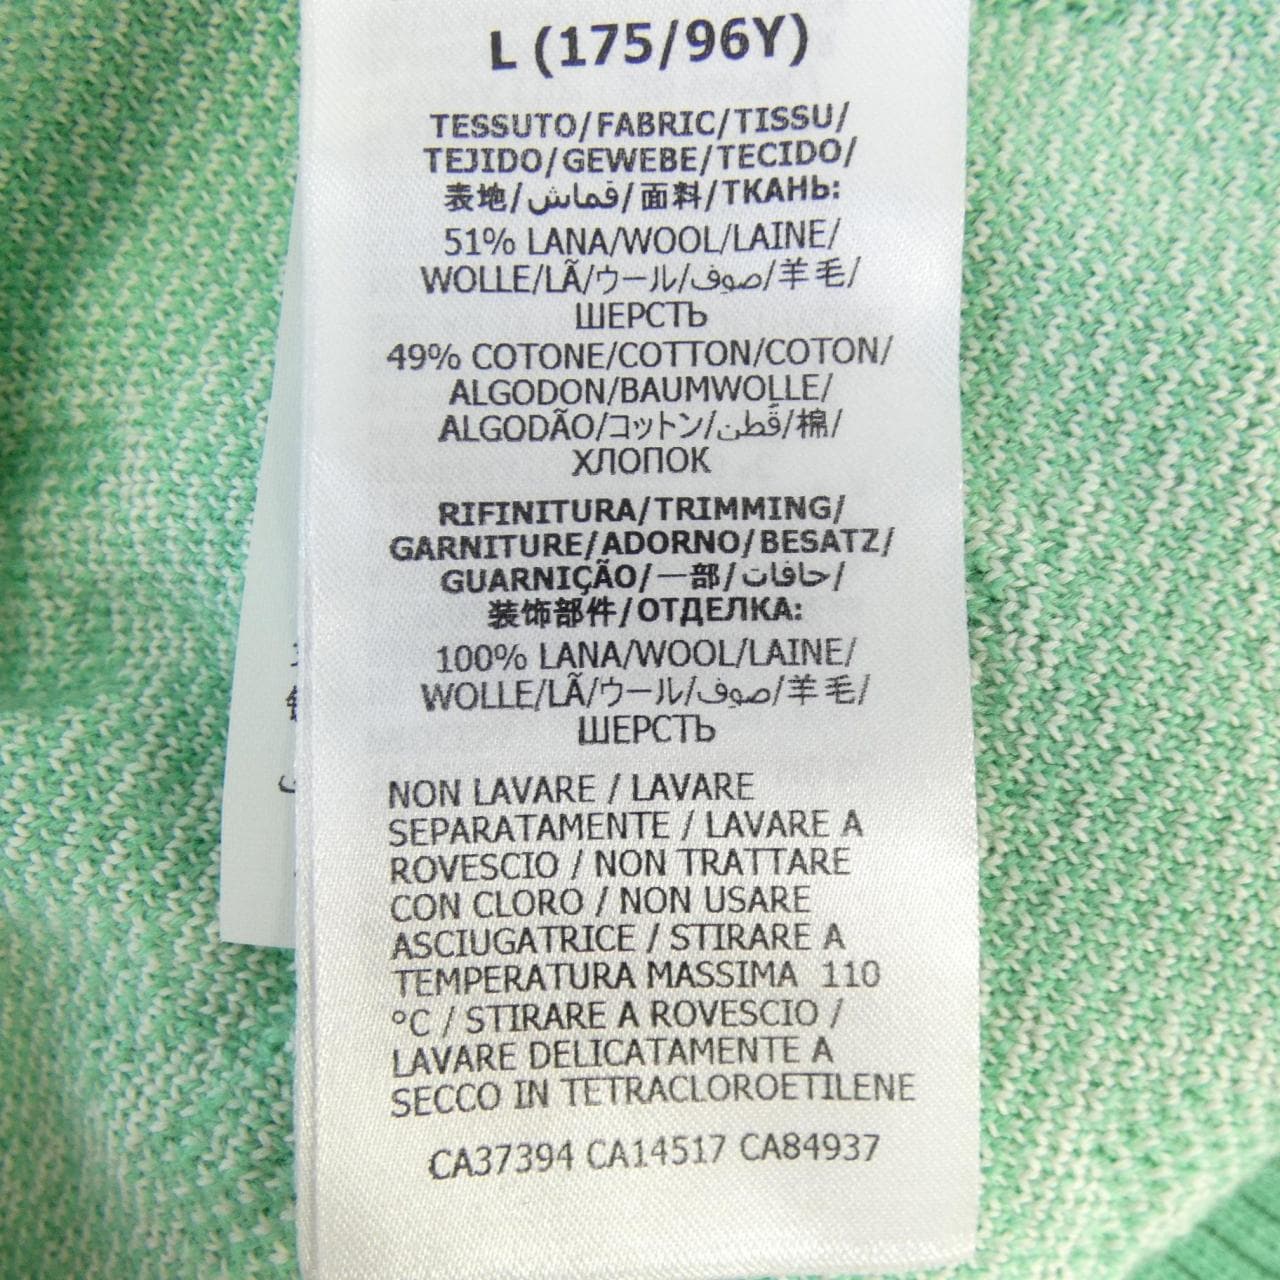 L (175/96Y)
TESSUTO/FABRIC/TISSU/
TEJIDO/GEWEBE/TECIDO/
表地/قماش/面料/ТКАНЬ:
51% LANA/WOOL/LAINE/
WOLLE/LÃ/ウール/صوف/羊毛/
ШЕРСТЬ
49% COTONE/COTTON/COTON/
ALGODON/BAUMWOLLE/
ALGODÃO/コットン/قُطن/棉/
ХЛОПОК
RIFINITURA/TRIMMING/
GARNITURE/ADORNO/BESATZ/
GUARNIÇÃO/一部/حافات/
装饰部件/ОТДЕЛКА:
100% LANA/WOOL/LAINE/
WOLLE/LÃ/ウール/صوف/羊毛/
ШЕРСТЬ
NON LAVARE / LAVARE
SEPARATAMENTE / LAVARE A
ROVESCIO / NON TRATTARE
CON CLORO / NON USARE
ASCIUGATRICE / STIRARE A
TEMPERATURA MASSIMA 110
°C / STIRARE A ROVESCIO /
LAVARE DELICATAMENTE A
SECCO IN TETRACLOROETILENE
CA37394 CA14517 CA84937